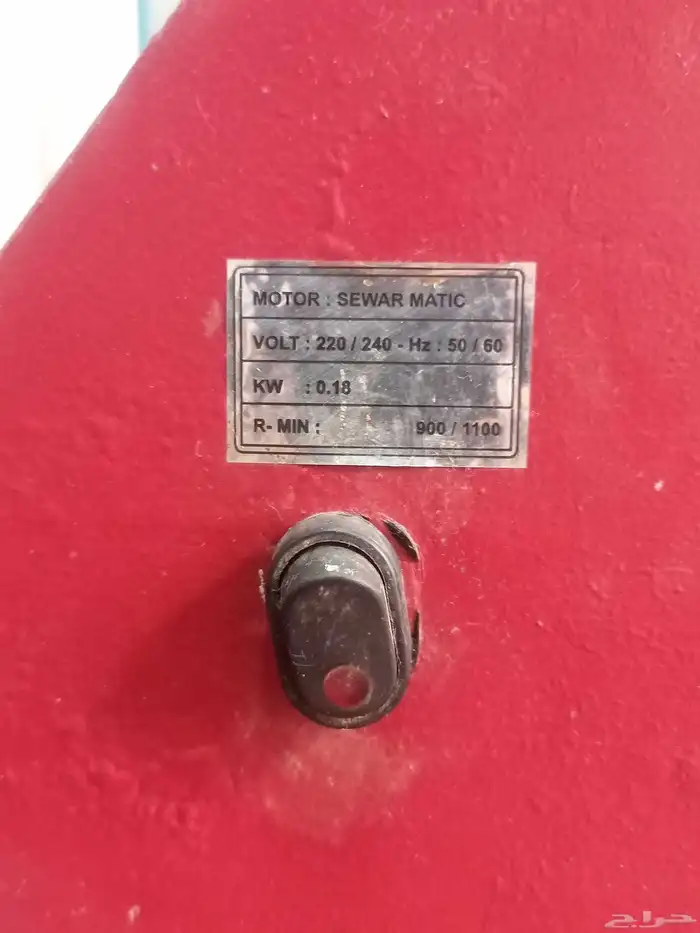 MOTOR : SEWAR MATIC
VOLT : 220 / 240 - Hz : 50 / 60
KW : 0.18
R- MIN : 900 / 1100
حراج